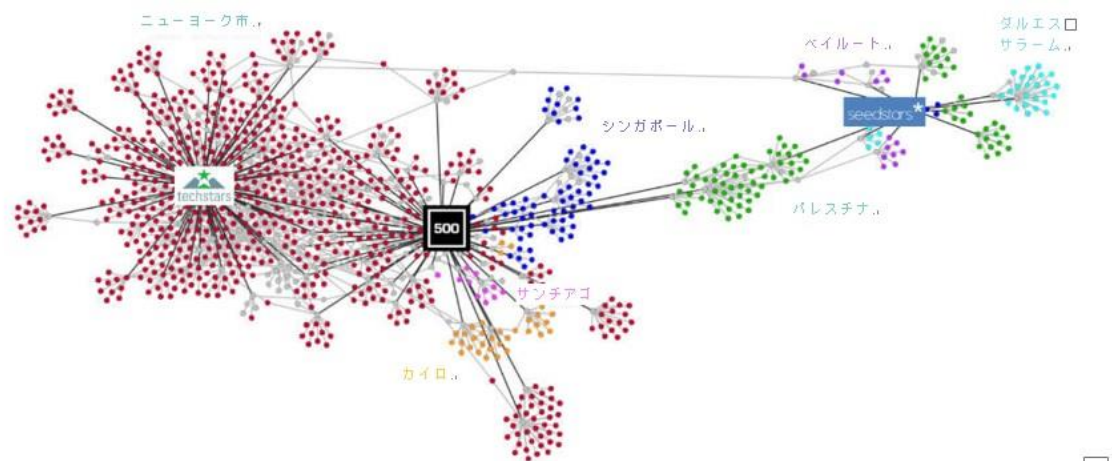 ニューヨーク市
ダルエス
サラーム
ベイルート
seedstars*
シンガポール
techstars
パレスチナ
500
サンチアゴ
カイロ